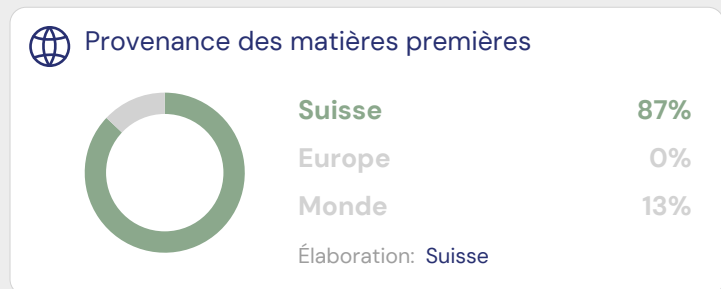 Provenance des matières premières
Suisse 87%
Europe 0%
Monde 13%
Élaboration: Suisse